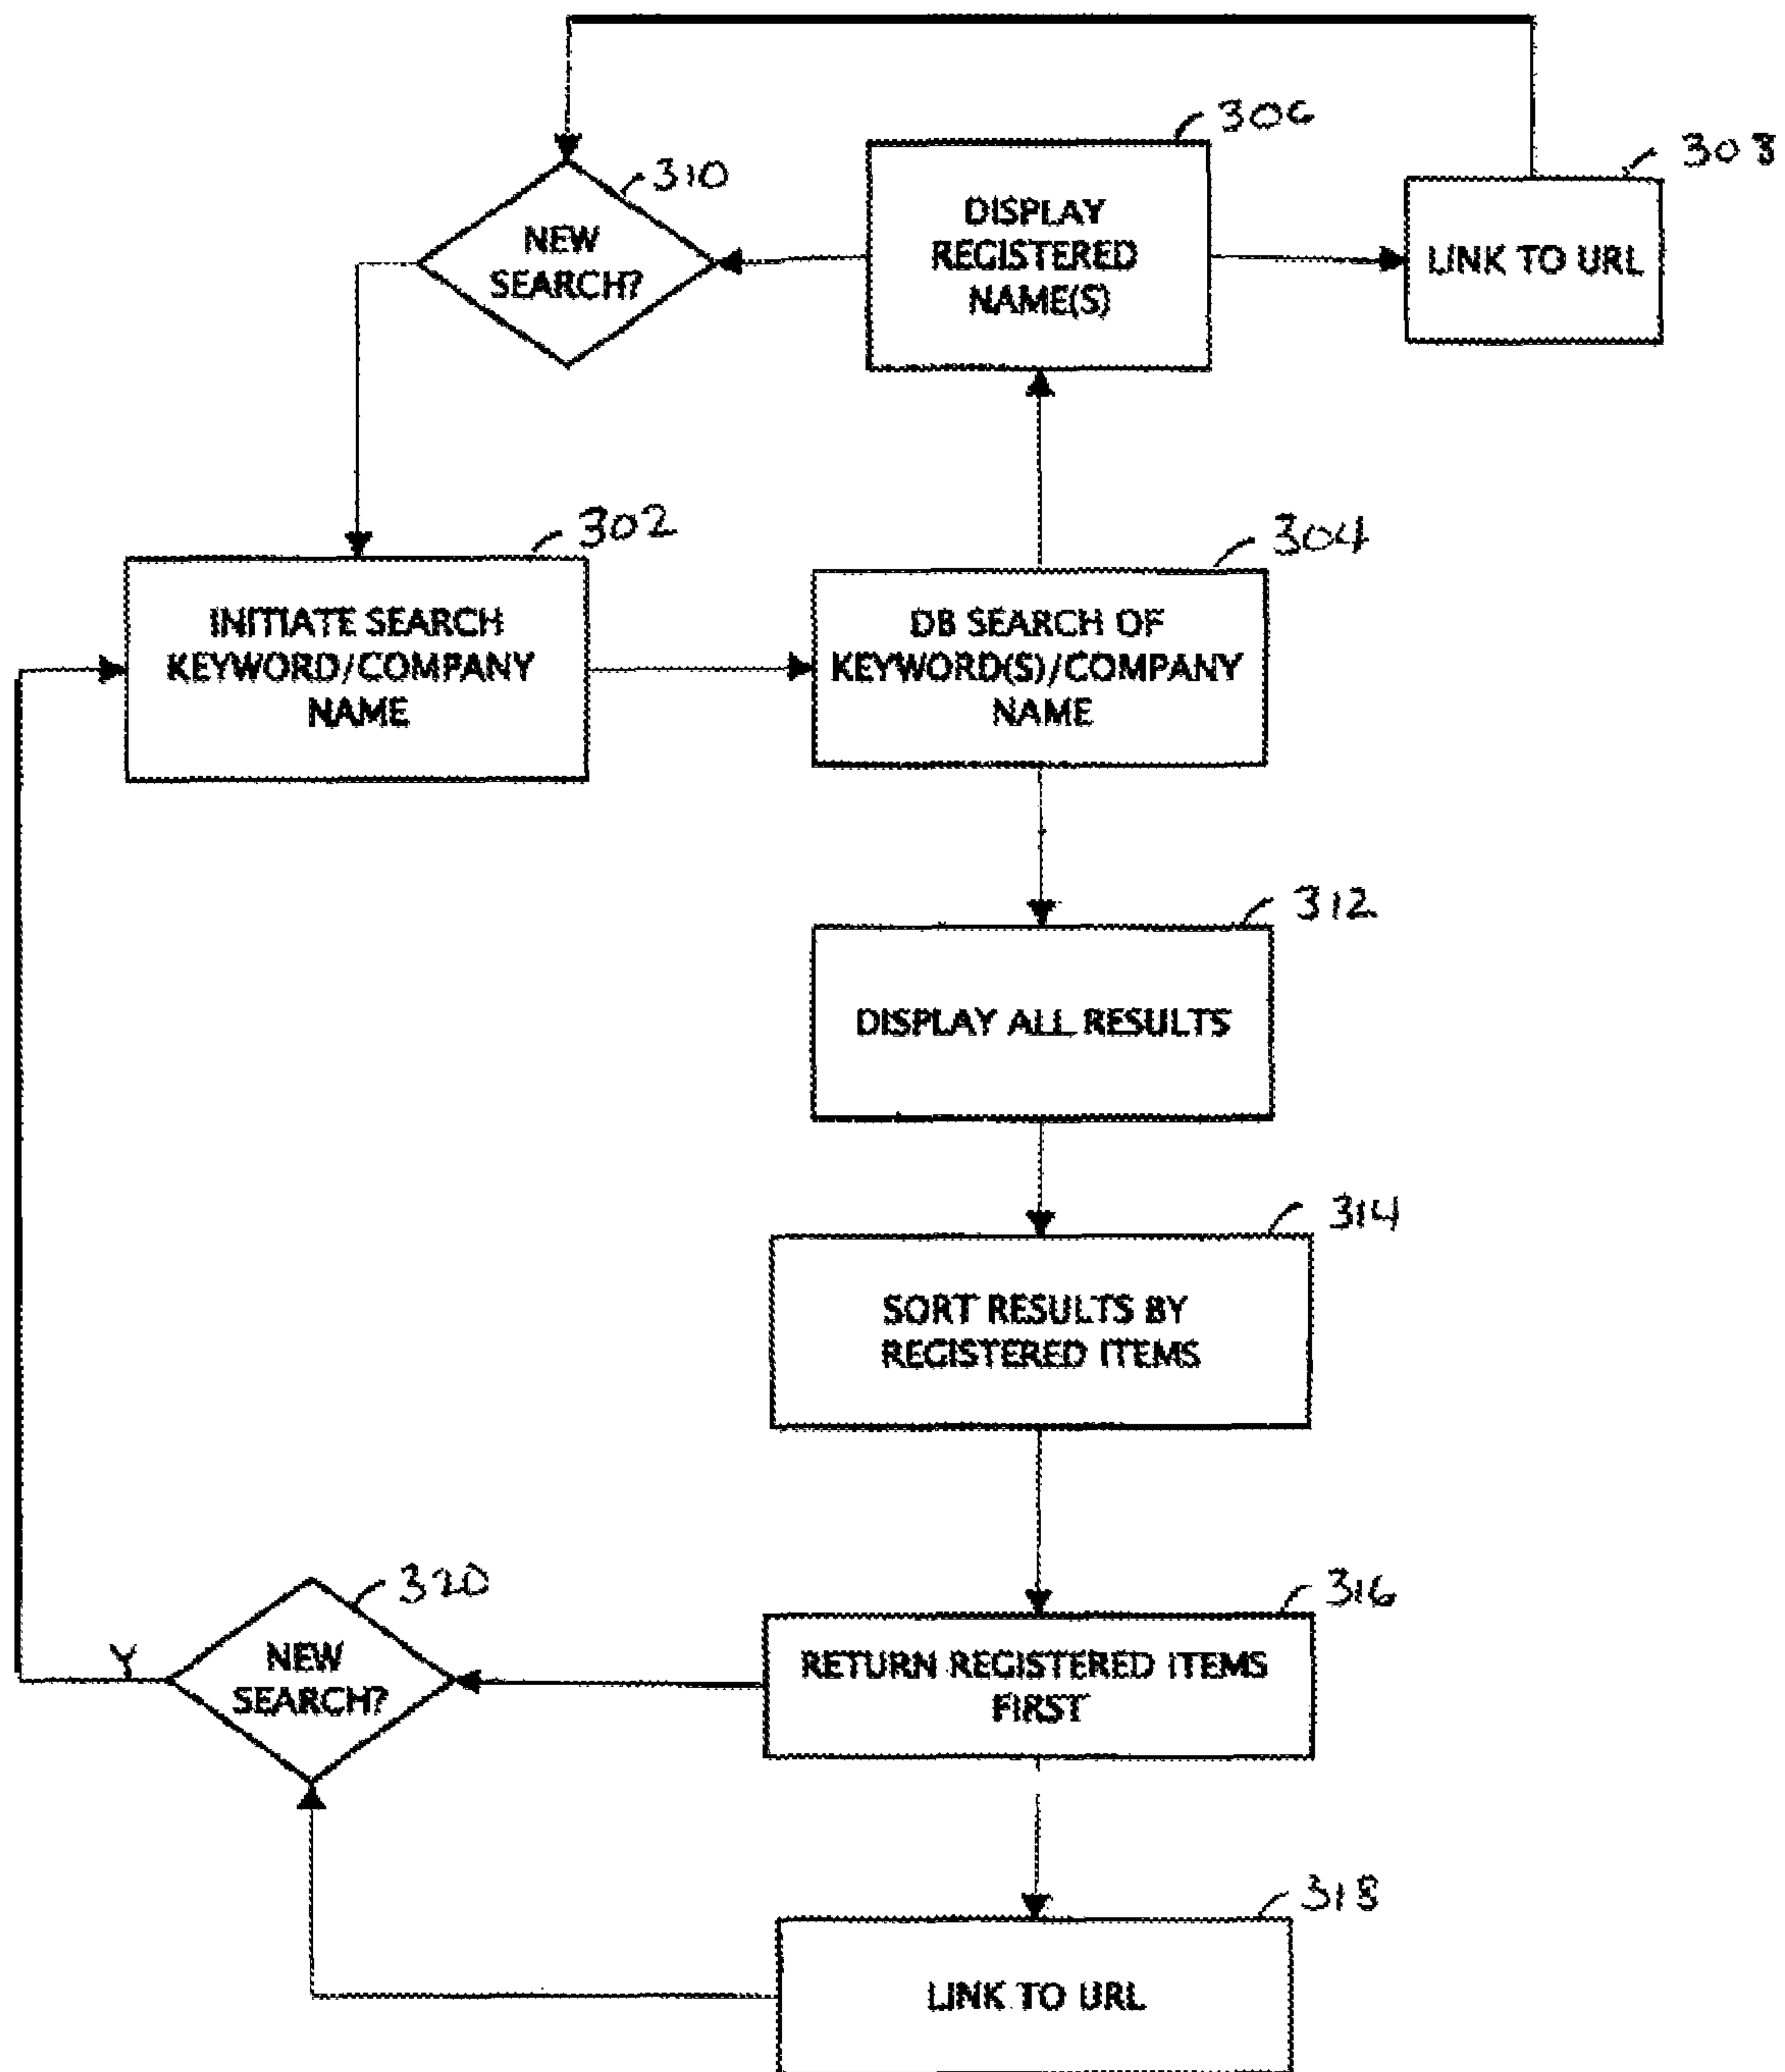 306
308
310
DISPLAY
REGISTERED
NAME(S)
NEW
SEARCH?
LINK TO URL
302
304
INITIATE SEARCH
KEYWORD/COMPANY
NAME
DB SEARCH OF
KEYWORD(S)/COMPANY
NAME
312
DISPLAY ALL RESULTS
314
SORT RESULTS BY
REGISTERED ITEMS
320
316
Y
NEW
SEARCH?
RETURN REGISTERED ITEMS
FIRST
318
LINK TO URL